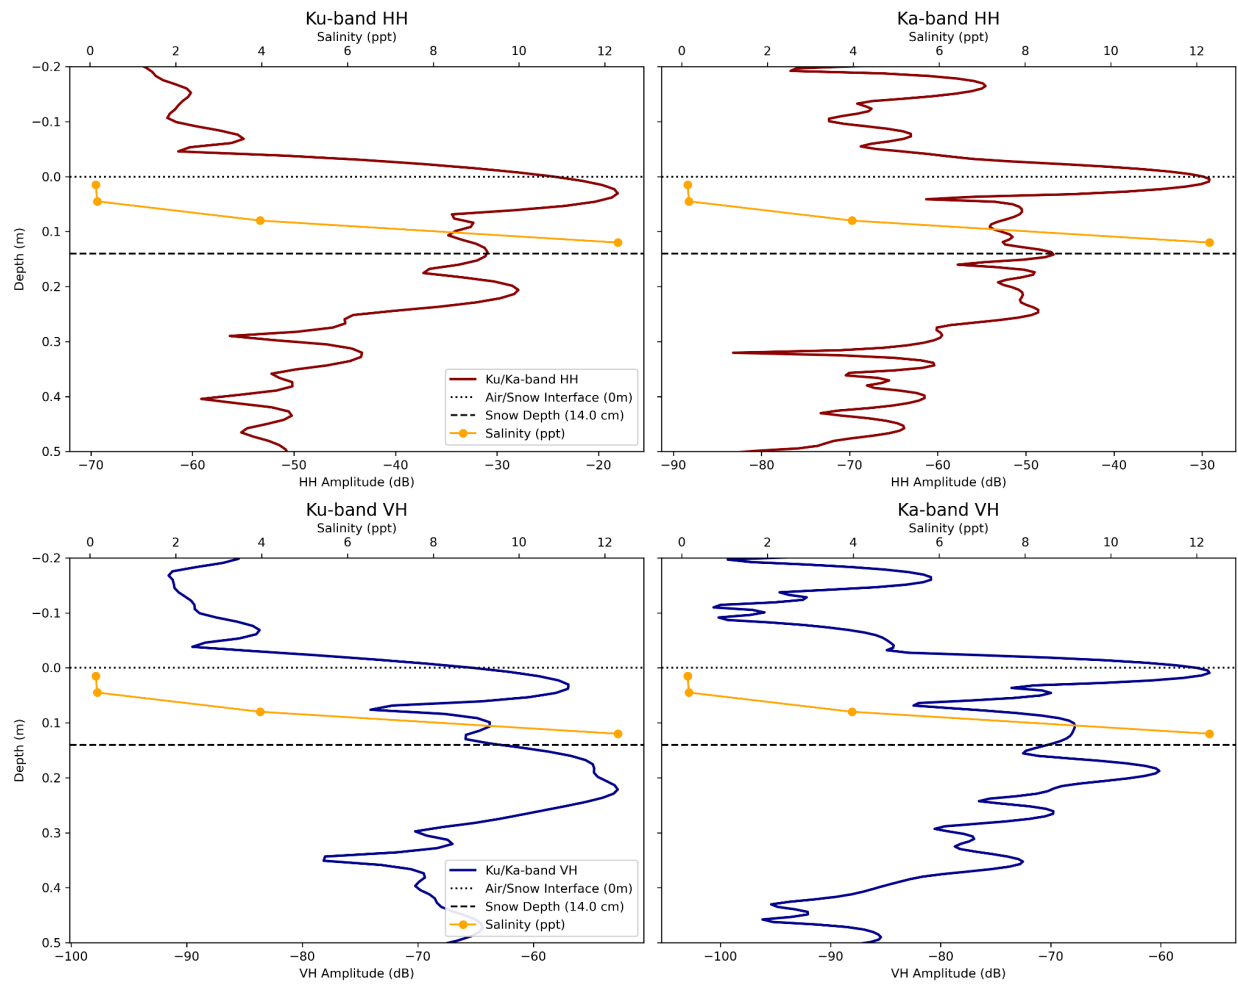 Ku-band HH
Salinity (ppt)
0 2 4 6 8 10 12
−0.2
−0.1
0.0
0.1
0.2
0.3
0.4
0.5
Depth (m)
Ku/Ka-band HH
Air/Snow Interface (0m)
Snow Depth (14.0 cm)
Salinity (ppt)
−70 −60 −50 −40 −30 −20
HH Amplitude (dB)
Ka-band HH
Salinity (ppt)
0 2 4 6 8 10 12
−90 −80 −70 −60 −50 −40 −30
HH Amplitude (dB)
Ku-band VH
Salinity (ppt)
0 2 4 6 8 10 12
−0.2
−0.1
0.0
0.1
0.2
0.3
0.4
0.5
Depth (m)
Ku/Ka-band VH
Air/Snow Interface (0m)
Snow Depth (14.0 cm)
Salinity (ppt)
−100 −90 −80 −70 −60
VH Amplitude (dB)
Ka-band VH
Salinity (ppt)
0 2 4 6 8 10 12
−100 −90 −80 −70 −60
VH Amplitude (dB)